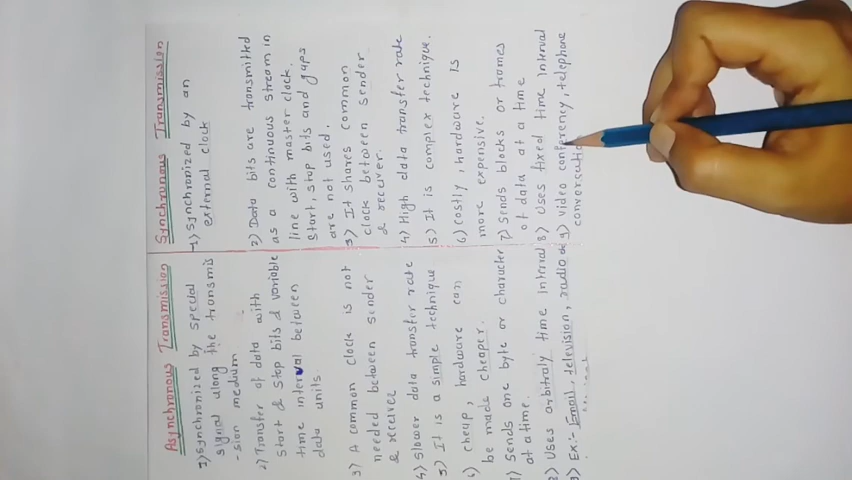 Asynchronous Transmission
1) Synchronized by special
signal along the transmis
-sion medium
2) Transfer of data with
start & stop bits & variable
time interval between
data units.
3) A common clock is not
needed between sender
& receive
4) Slower data transfer rate
5) It is a simple technique
6) cheap, hardware can
be made cheaper.
7) Sends one byte or character
at a time.
8) Uses arbitraly time interval
9) Ex:- Email, television, radio
Synchronous Transmission
1) Synchronized by an
external clock
2) Data bits are transmitted
as a continuous stream in
line with master clock.
Start, stop bits and gaps
are not used.
3) It shares common
clock between sender
& receiver.
4) High data transfer rate
5) It is complex technique.
6) costly, hardware is
more expensive.
7) Sends blocks or frames
of data at a time
8) Uses fixed time interval
9) video conferency, telephone
conversation